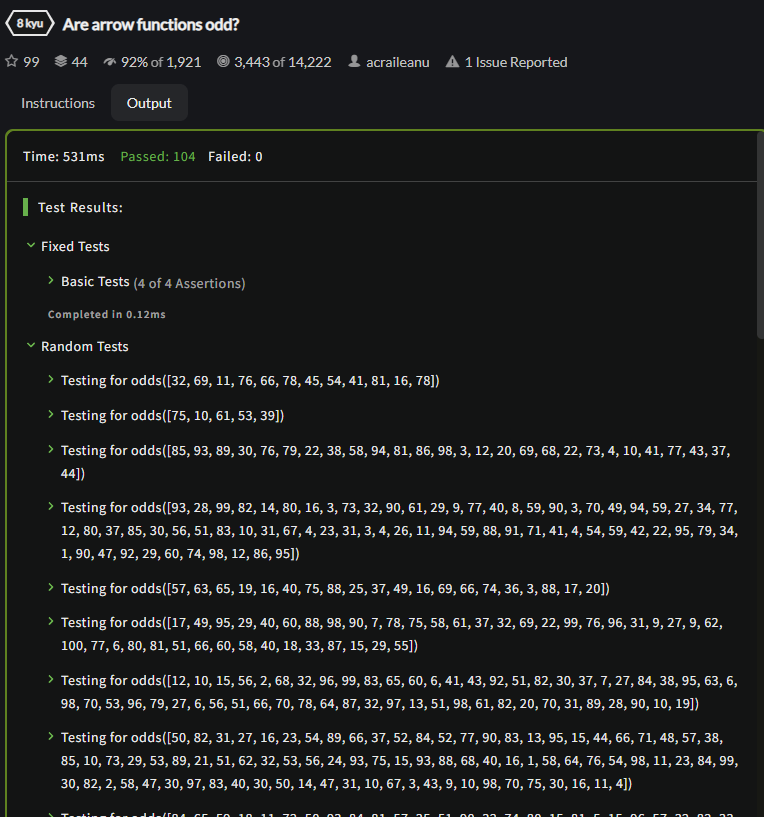 8 kyu Are arrow functions odd?
99 44 92% of 1,921 3,443 of 14,222 acraileanu 1 Issue Reported
Instructions Output
Time: 531ms Passed: 104 Failed: 0
Test Results:
Fixed Tests
Basic Tests (4 of 4 Assertions)
Completed in 0.12ms
Random Tests
Testing for odds([32, 69, 11, 76, 66, 78, 45, 54, 41, 81, 16, 78])
Testing for odds([75, 10, 61, 53, 39])
Testing for odds([85, 93, 89, 30, 76, 79, 22, 38, 58, 94, 81, 86, 98, 3, 12, 20, 69, 68, 22, 73, 4, 10, 41, 77, 43, 37,
44])
Testing for odds([93, 28, 99, 82, 14, 80, 16, 3, 73, 32, 90, 61, 29, 9, 77, 40, 8, 59, 90, 3, 70, 49, 94, 59, 27, 34, 77,
12, 80, 37, 85, 30, 56, 51, 83, 10, 31, 67, 4, 23, 31, 3, 4, 26, 11, 94, 59, 88, 91, 71, 41, 4, 54, 59, 42, 22, 95, 79, 34,
1, 90, 47, 92, 29, 60, 74, 98, 12, 86, 95])
Testing for odds([57, 63, 65, 19, 16, 40, 75, 88, 25, 37, 49, 16, 69, 66, 74, 36, 3, 88, 17, 20])
Testing for odds([17, 49, 95, 29, 40, 60, 88, 98, 90, 7, 78, 75, 58, 61, 37, 32, 69, 22, 99, 76, 96, 31, 9, 27, 9, 62,
100, 77, 6, 80, 81, 51, 66, 60, 58, 40, 18, 33, 87, 15, 29, 55])
Testing for odds([12, 10, 15, 56, 2, 68, 32, 96, 99, 83, 65, 60, 6, 41, 43, 92, 51, 82, 30, 37, 7, 27, 84, 38, 95, 63, 6,
98, 70, 53, 96, 79, 27, 6, 56, 51, 66, 70, 78, 64, 87, 32, 97, 13, 51, 98, 61, 82, 20, 70, 31, 89, 28, 90, 10, 19])
Testing for odds([50, 82, 31, 27, 16, 23, 54, 89, 66, 37, 52, 84, 52, 77, 90, 83, 13, 95, 15, 44, 66, 71, 48, 57, 38,
85, 10, 73, 29, 53, 89, 21, 51, 62, 32, 53, 56, 24, 93, 75, 15, 93, 88, 68, 40, 16, 1, 58, 64, 76, 54, 98, 11, 23, 84, 99,
30, 82, 2, 58, 47, 30, 97, 83, 40, 30, 50, 14, 47, 31, 10, 67, 3, 43, 9, 10, 98, 70, 75, 30, 16, 11, 4])